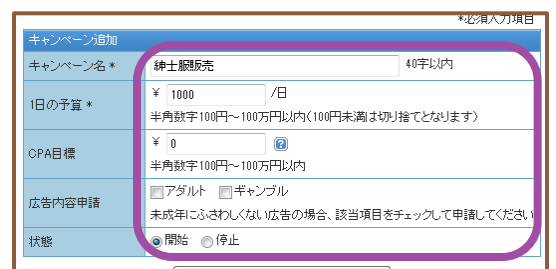 *必須入力項目
キャンペーン追加
キャンペーン名 *
紳士服販売
40字以内
1日の予算 *
¥ 1000 /日
半角数字100円～100万円以内(100円未満は切り捨てとなります)
CPA目標
¥ 0 ?
半角数字100円～100万円以内
広告内容申請
アダルト ギャンブル
未成年にふさわしくない広告の場合、該当項目をチェックして申請してください
状態
開始 停止